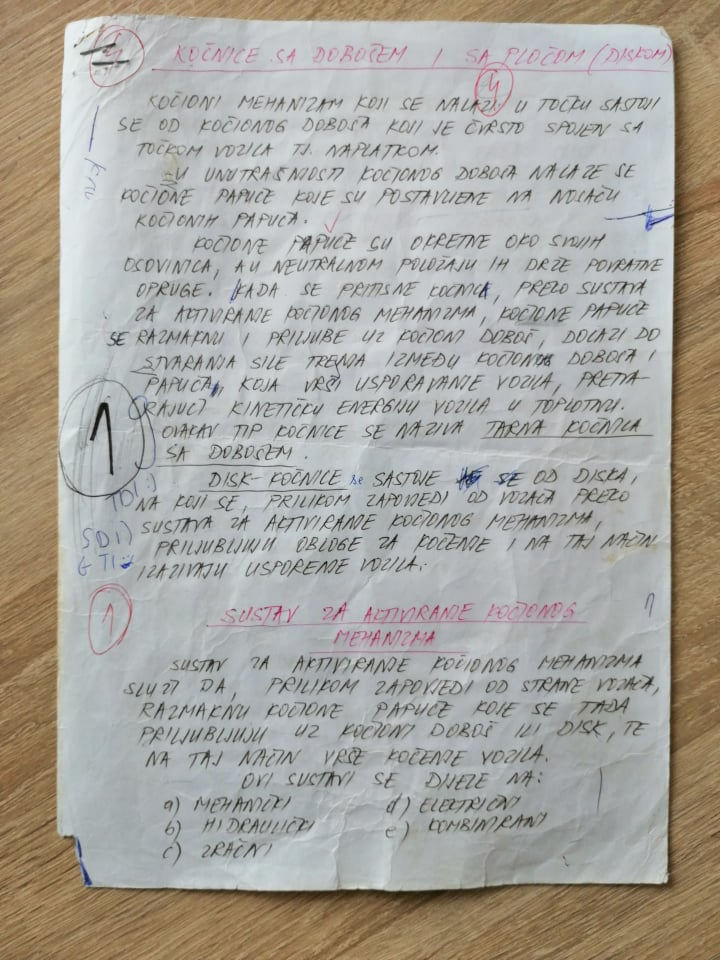 KOČNICE SA DOBOŠEM I SA PLOČOM (DISKOM)
4
KOČIONI MEHANIZAM KOJI SE NALAZI U TOČKU SASTOJI
SE OD KOČIONOG DOBOŠA KOJI JE ČVRSTO SPOJEN SA
TOČKOM VOZILA TJ. NAPLATKOM.
U UNUTRAŠNJOSTI KOČIONOG DOBOŠA NALAZE SE
KOČIONE PAPUČE KOJE SU POSTAVLJENE NA NOSAČU
KOČIONIH PAPUČA.
KOČIONE PAPUČE SU OKRETNE OKO SVOJIH
OSOVINICA, A U NEUTRALNOM POLOŽAJU IH DRŽE POVRATNE
OPRUGE. KADA SE PRITISNE KOČNICA, PREKO SUSTAVA
ZA AKTIVIRANJE KOČIONOG MEHANIZMA, KOČIONE PAPUČE
SE RAZMAKNU I PRILJUBE UZ KOČIONI DOBOŠ, DOLAZI DO
STVARANJA SILE TRENJA IZMEĐU KOČIONOG DOBOŠA I
PAPUČA, KOJA VRŠI USPORAVANJE VOZILA, PRETVA-
RAJUĆI KINETIČKU ENERGIJU VOZILA U TOPLOTNU.
1
OVAKAV TIP KOČNICE SE NAZIVA TARNA KOČNICA
SA DOBOŠEM.
DISK-KOČNICE se SASTOJE SE OD DISKA,
NA KOJI SE, PRILIKOM ZAPOVJEDI OD VOZAČA PREKO
SUSTAVA ZA AKTIVIRANJE KOČIONOG MEHANIZMA,
PRILJUBLJUJU OBLOGE ZA KOČENJE I NA TAJ NAČIN
IZAZIVAJU USPORENJE VOZILA.
1
SUSTAV ZA AKTIVIRANJE KOČIONOG
MEHANIZMA
SUSTAV ZA AKTIVIRANJE KOČIONOG MEHANIZMA
SLUŽI DA, PRILIKOM ZAPOVJEDI OD STRANE VOZAČA,
RAZMAKNU KOČIONE PAPUČE KOJE SE TADA
PRILJUBLJUJU UZ KOČIONI DOBOŠ ILI DISK, TE
NA TAJ NAČIN VRŠE KOČENJE VOZILA.
OVI SUSTAVI SE DIJELE NA:
a) MEHANIČKI d) ELEKTRIČNI
b) HIDRAULIČKI e) KOMBINIRANI
c) ZRAČNI